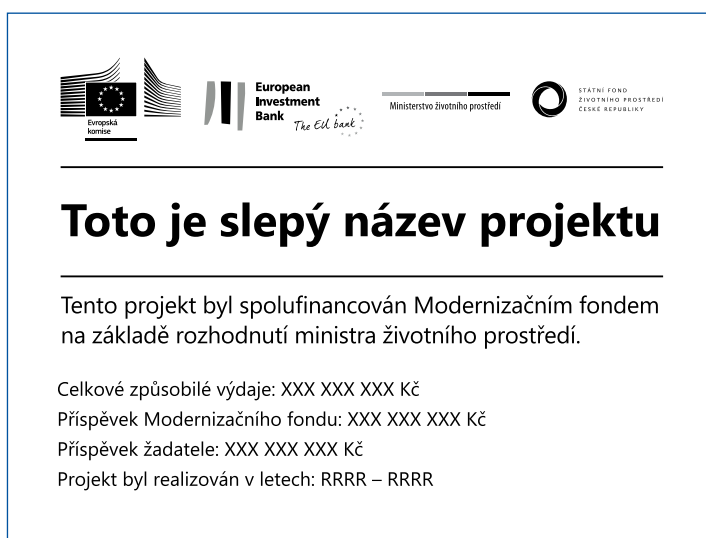 Evropská
komise
European
Investment
Bank
The EU bank
Ministerstvo životního prostředí
STÁTNÍ FOND
ŽIVOTNÍHO PROSTŘEDÍ
ČESKÉ REPUBLIKY
Toto je slepý název projektu
Tento projekt byl spolufinancován Modernizačním fondem
na základě rozhodnutí ministra životního prostředí.
Celkové způsobilé výdaje: XXX XXX XXX Kč
Příspěvek Modernizačního fondu: XXX XXX XXX Kč
Příspěvek žadatele: XXX XXX XXX Kč
Projekt byl realizován v letech: RRRR – RRRR